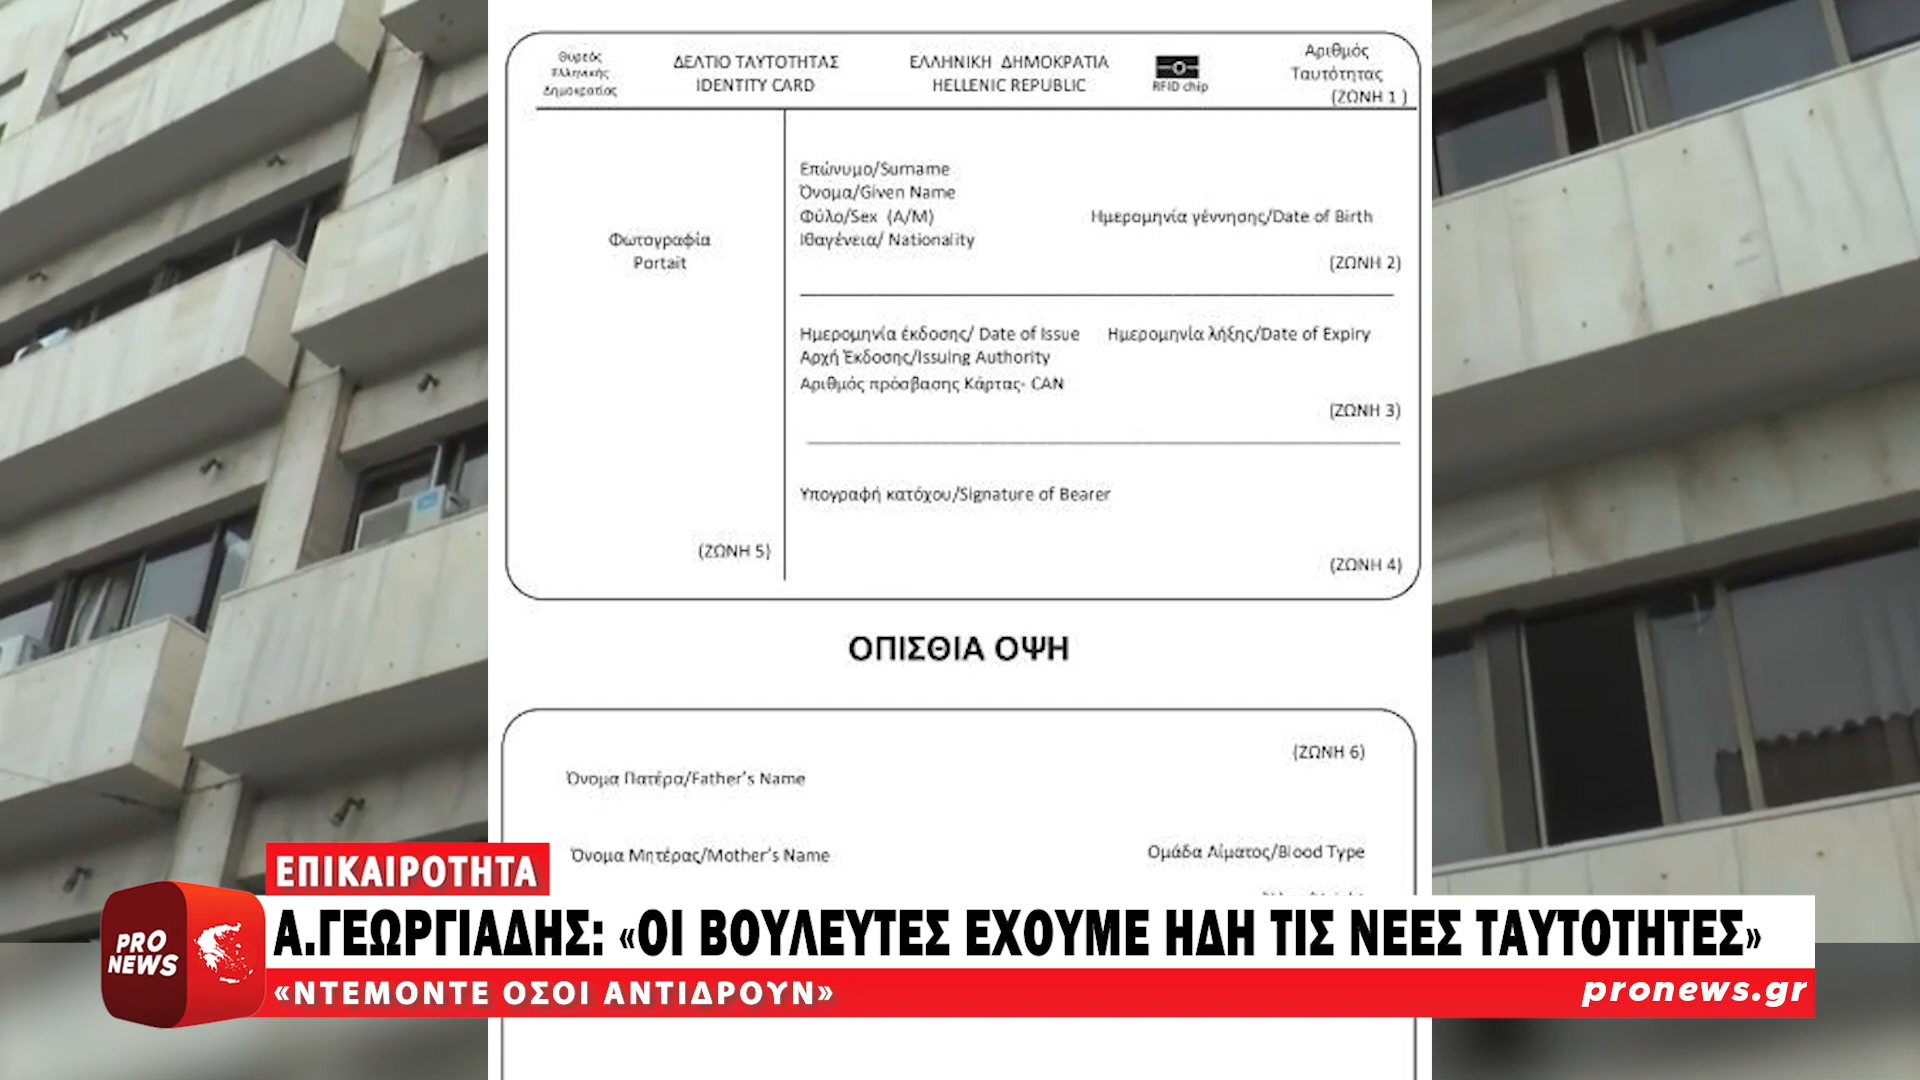 Θυρεός
Ελληνικής
Δημοκρατίας
ΔΕΛΤΙΟ ΤΑΥΤΟΤΗΤΑΣ
IDENTITY CARD
ΕΛΛΗΝΙΚΗ ΔΗΜΟΚΡΑΤΙΑ
HELLENIC REPUBLIC
RFID chip
Αριθμός
Ταυτότητας
(ΖΩΝΗ 1 )
Επώνυμο/Surname
Όνομα/Given Name
Φύλο/Sex (Α/Μ)
Ημερομηνία γέννησης/Date of Birth
Ιθαγένεια/ Nationality
(ΖΩΝΗ 2)
Φωτογραφία
Portait
Ημερομηνία έκδοσης/ Date of Issue
Ημερομηνία λήξης/Date of Expiry
Αρχή Έκδοσης/Issuing Authority
Αριθμός πρόσβασης Κάρτας- CAN
(ΖΩΝΗ 3)
Υπογραφή κατόχου/Signature of Bearer
(ΖΩΝΗ 5)
(ΖΩΝΗ 4)
ΟΠΙΣΘΙΑ ΟΨΗ
(ΖΩΝΗ 6)
Όνομα Πατέρα/Father's Name
Όνομα Μητέρας/Mother's Name
Ομάδα Αίματος/Blood Type
ΕΠΙΚΑΙΡΟΤΗΤΑ
PRO
NEWS
Α.ΓΕΩΡΓΙΑΔΗΣ: «ΟΙ ΒΟΥΛΕΥΤΕΣ ΕΧΟΥΜΕ ΗΔΗ ΤΙΣ ΝΕΕΣ ΤΑΥΤΟΤΗΤΕΣ»
«ΝΤΕΜΟΝΤΕ ΟΣΟΙ ΑΝΤΙΔΡΟΥΝ»
pronews.gr